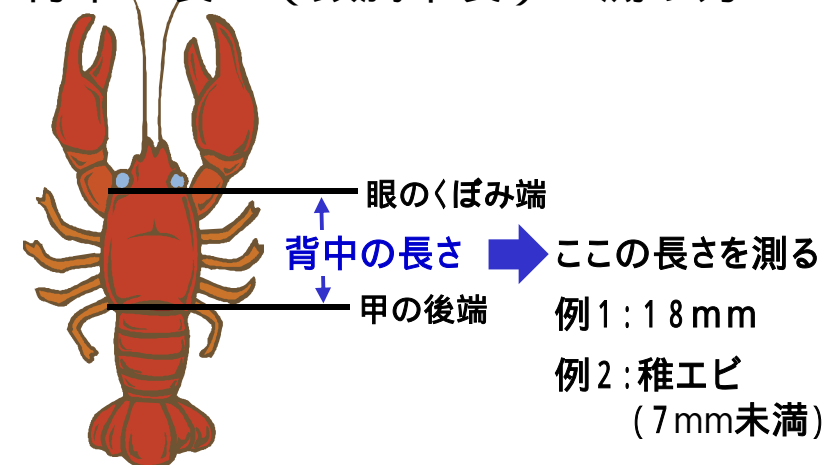 眼のくぼみ端
背中の長さ
ここの長さを測る
甲の後端
例1:18mm
例2:稚エビ
(7mm未満)